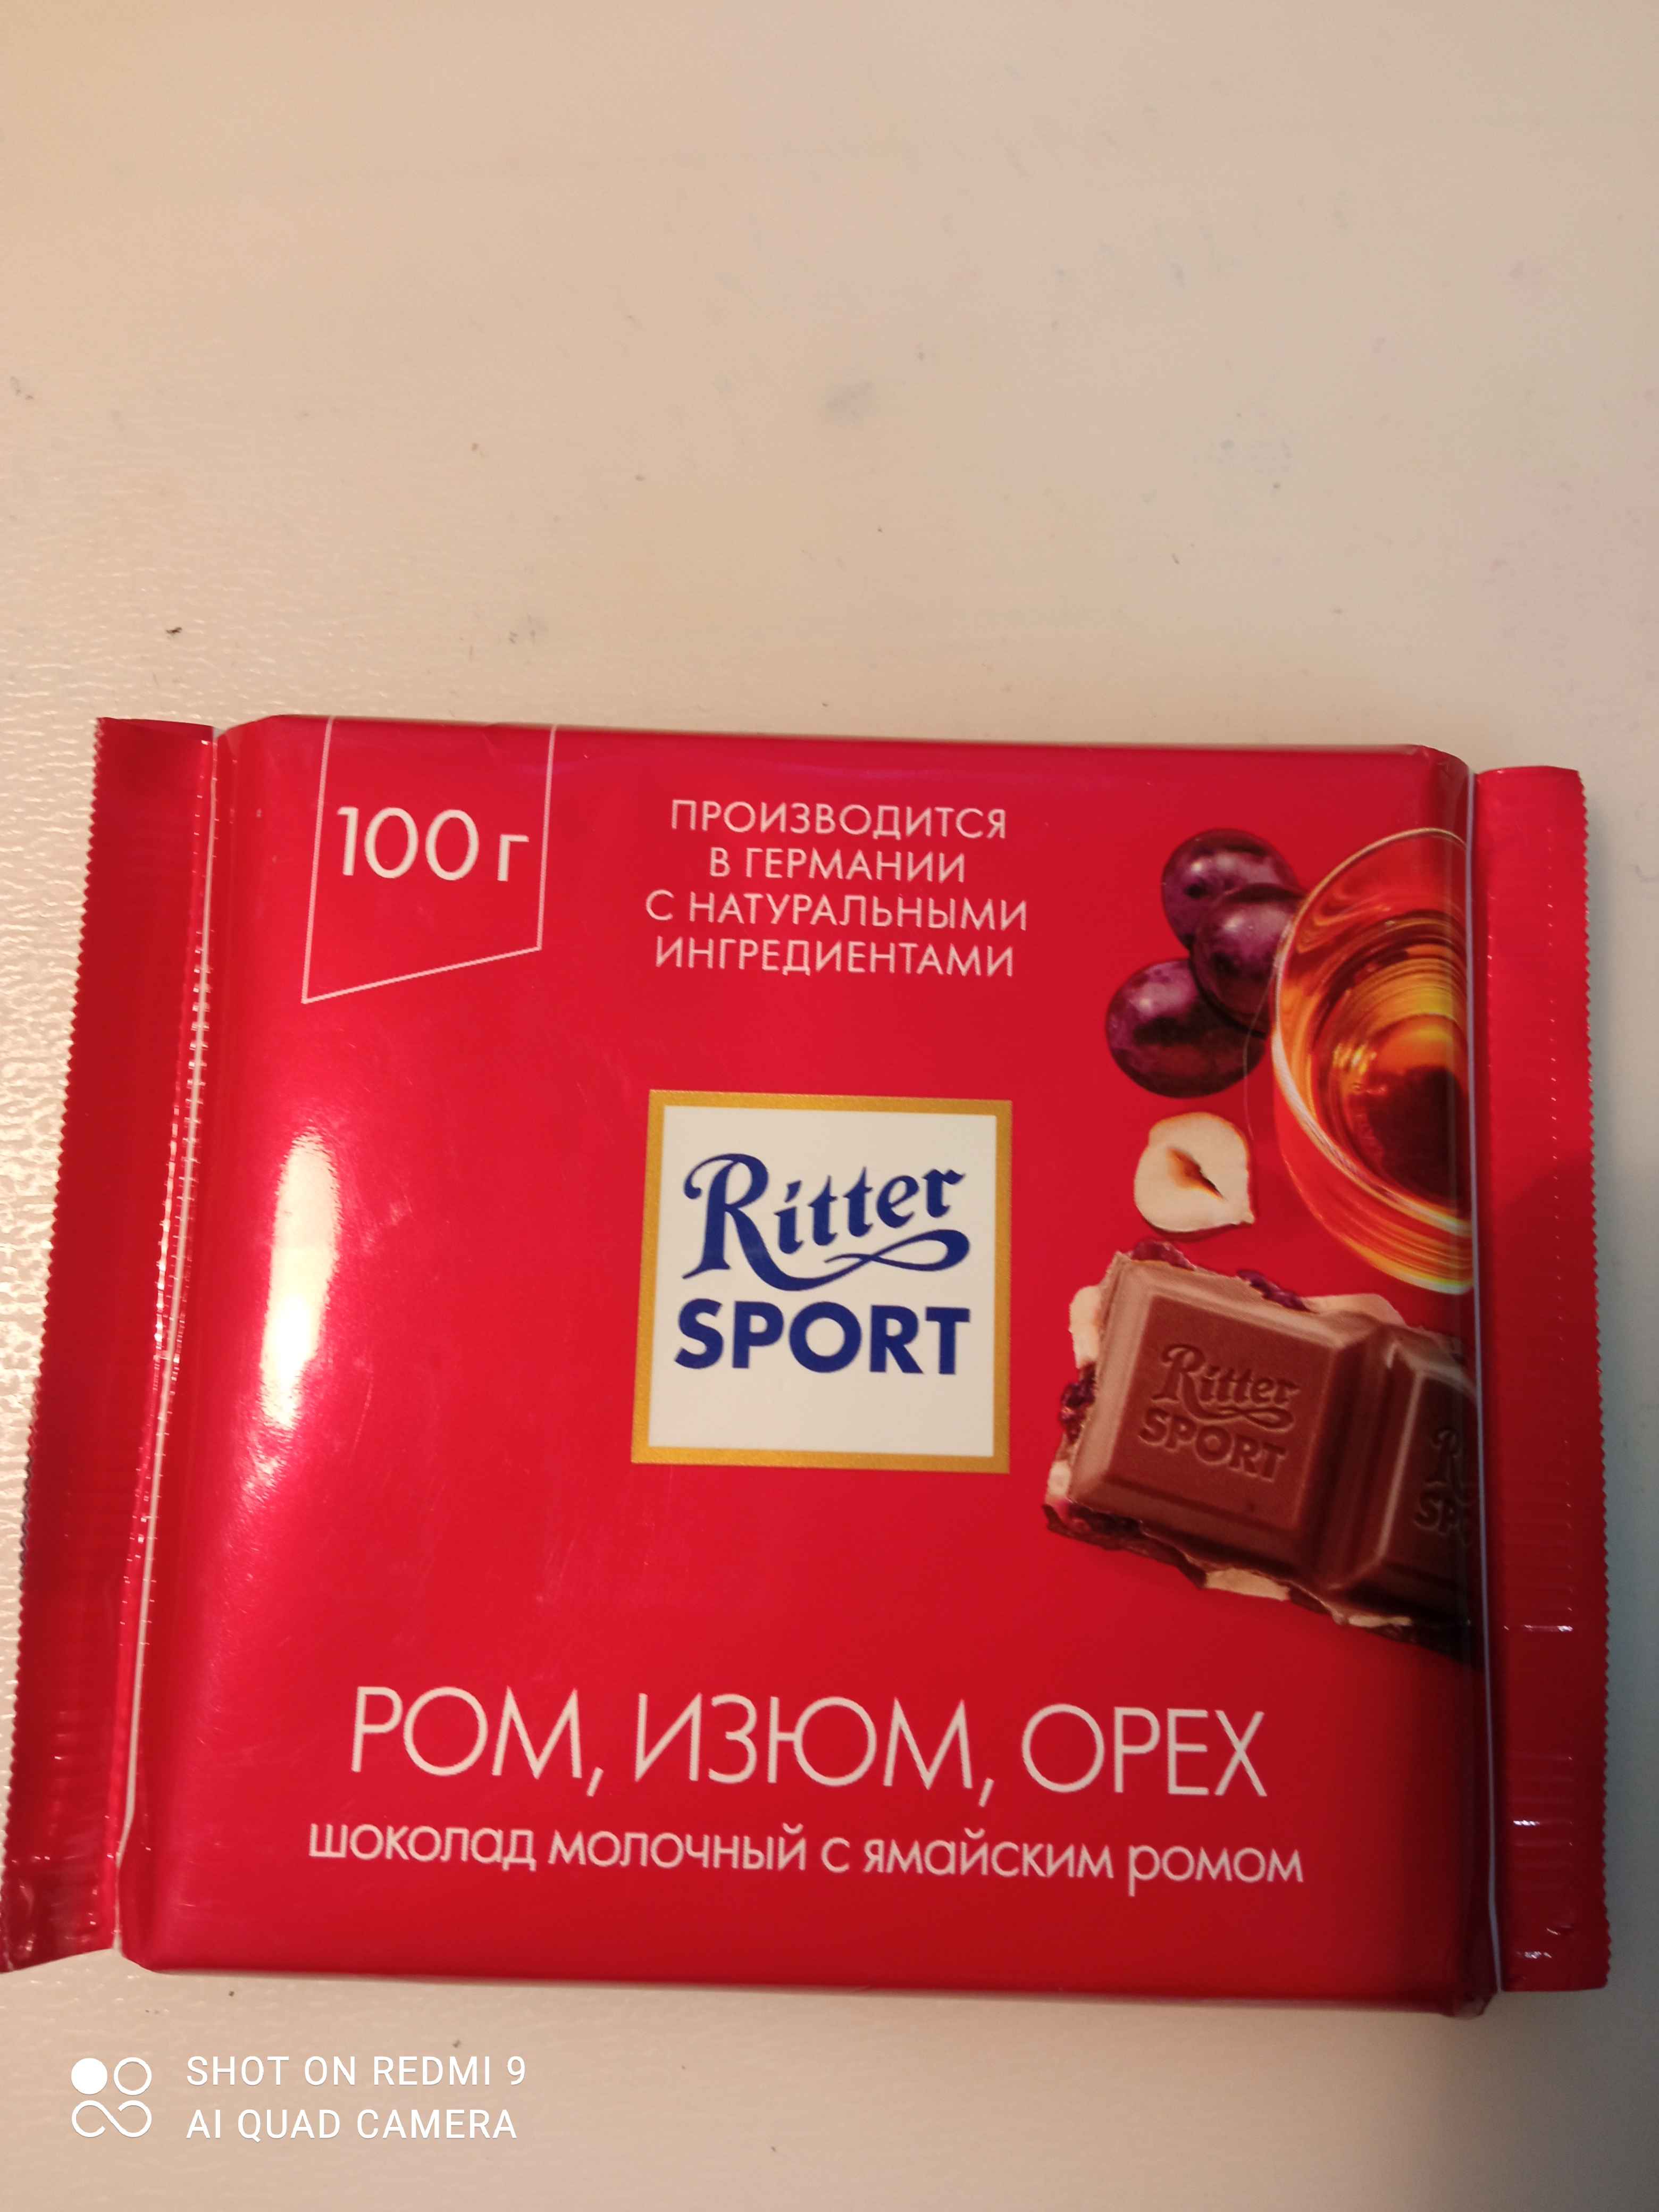 100 г
ПРОИЗВОДИТСЯ
В ГЕРМАНИИ
С НАТУРАЛЬНЫМИ
ИНГРЕДИЕНТАМИ
Ritter
SPORT
Ritter
SPORT
РОМ, ИЗЮМ, ОРЕХ
шоколад молочный с ямайским ромом
SHOT ON REDMI 9
AI QUAD CAMERA